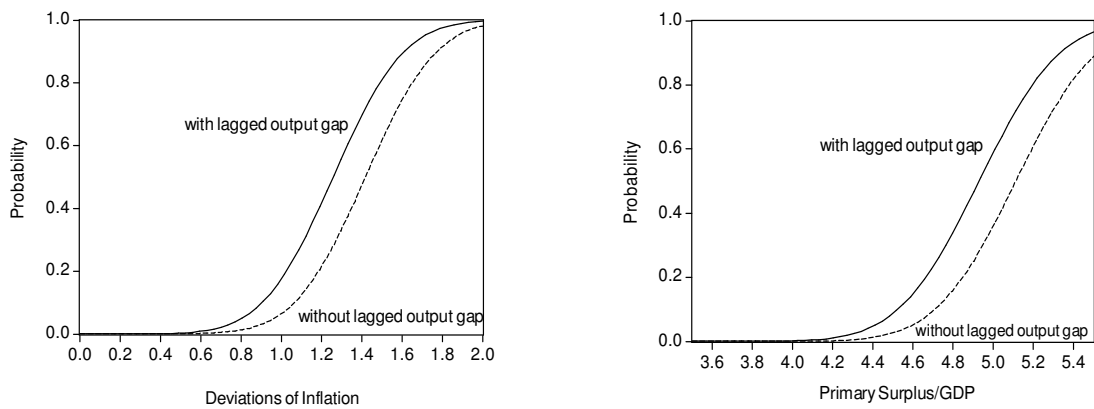 1.0
0.8
0.6
0.4
0.2
0.0
Probability
with lagged output gap
without lagged output gap
0.0 0.2 0.4 0.6 0.8 1.0 1.2 1.4 1.6 1.8 2.0
Deviations of Inflation
1.0
0.8
0.6
0.4
0.2
0.0
Probability
with lagged output gap
without lagged output gap
3.6 3.8 4.0 4.2 4.4 4.6 4.8 5.0 5.2 5.4
Primary Surplus/GDP